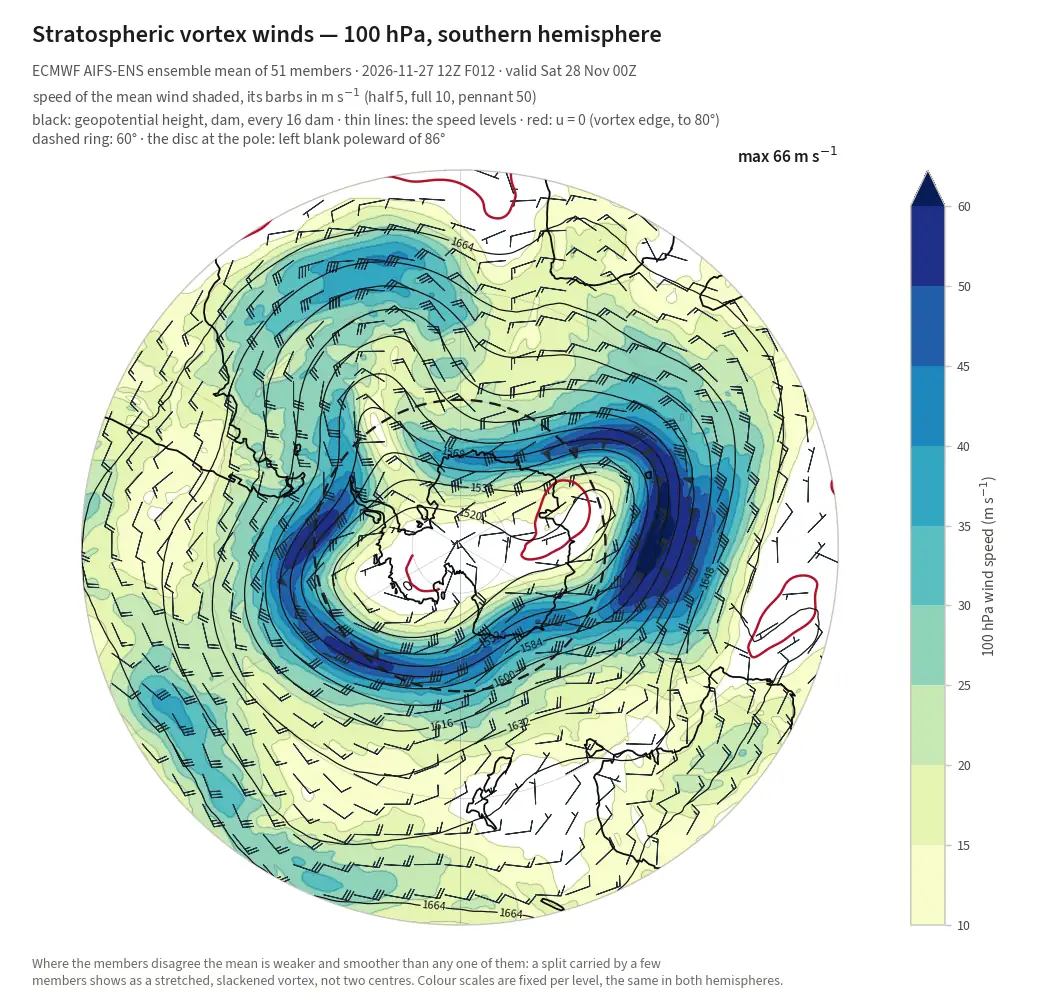 Stratospheric vortex winds — 100 hPa, southern hemisphere
ECMWF AIFS-ENS ensemble mean of 51 members · 2026-11-27 12Z F012 · valid Sat 28 Nov 00Z
speed of the mean wind shaded, its barbs in m s⁻¹ (half 5, full 10, pennant 50)
black: geopotential height, dam, every 16 dam · thin lines: the speed levels · red: u = 0 (vortex edge, to 80°)
dashed ring: 60° · the disc at the pole: left blank poleward of 86°
max 66 m s⁻¹
1664
1520
1648
1584
1600
1616
1632
1664
1664
60
50
45
40
35
30
25
20
15
10
100 hPa wind speed (m s⁻¹)
Where the members disagree the mean is weaker and smoother than any one of them: a split carried by a few
members shows as a stretched, slackened vortex, not two centres. Colour scales are fixed per level, the same in both hemispheres.